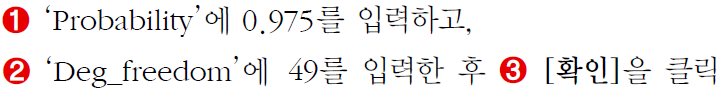 ❶ ‘Probability’에 0.975를 입력하고,
❷ ‘Deg_freedom’에 49를 입력한 후 ❸ [확인]을 클릭